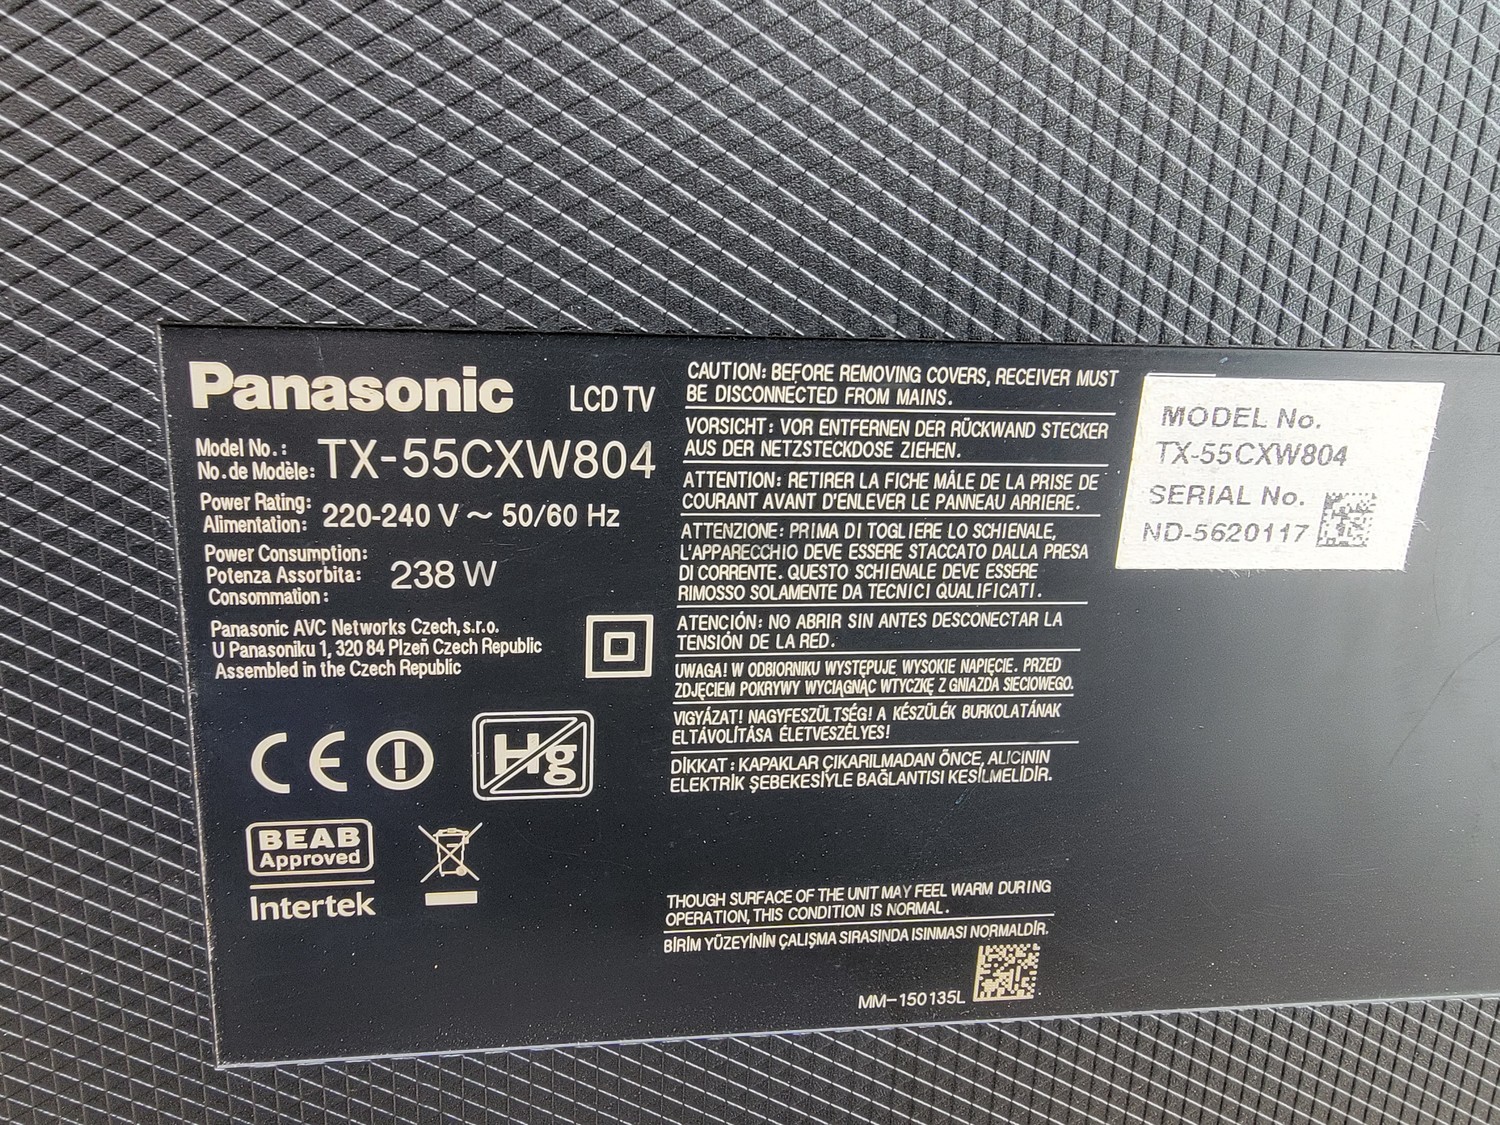 Panasonic LCD TV
Model No.:
No. de Modèle: TX-55CXW804
Power Rating:
Alimentation: 220-240 V ~ 50/60 Hz
Power Consumption:
Potenza Assorbita: 238 W
Consommation:
Panasonic AVC Networks Czech, s.r.o.
U Panasoniku 1, 320 84 Plzeň Czech Republic
Assembled in the Czech Republic
CE
Hg
BEAB
Approved
Intertek
CAUTION: BEFORE REMOVING COVERS, RECEIVER MUST
BE DISCONNECTED FROM MAINS.
VORSICHT: VOR ENTFERNEN DER RÜCKWAND STECKER
AUS DER NETZSTECKDOSE ZIEHEN.
ATTENTION: RETIRER LA FICHE MÂLE DE LA PRISE DE
COURANT AVANT D'ENLEVER LE PANNEAU ARRIERE.
ATTENZIONE: PRIMA DI TOGLIERE LO SCHIENALE,
L'APPARECCHIO DEVE ESSERE STACCATO DALLA PRESA
DI CORRENTE. QUESTO SCHIENALE DEVE ESSERE
RIMOSSO SOLAMENTE DA TECNICI QUALIFICATI.
ATENCIÓN: NO ABRIR SIN ANTES DESCONECTAR LA
TENSIÓN DE LA RED.
UWAGA! W ODBIORNIKU WYSTĘPUJE WYSOKIE NAPIĘCIE. PRZED
ZDJĘCIEM POKRYWY WYCIĄGNĄĆ WTYCZKĘ Z GNIAZDA SIECIOWEGO.
VIGYÁZAT! NAGYFESZÜLTSÉG! A KÉSZÜLÉK BURKOLATÁNAK
ELTÁVOLÍTÁSA ÉLETVESZÉLYES!
DİKKAT: KAPAKLAR ÇIKARILMADAN ÖNCE, ALICININ
ELEKTRİK ŞEBEKESİYLE BAĞLANTISI KESİLMELİDİR.
THOUGH SURFACE OF THE UNIT MAY FEEL WARM DURING
OPERATION, THIS CONDITION IS NORMAL.
BİRİM YÜZEYİNİN ÇALIŞMA SIRASINDA ISINMASI NORMALDİR.
MM-150135L
MODEL No.
TX-55CXW804
SERIAL No.
ND-5620117